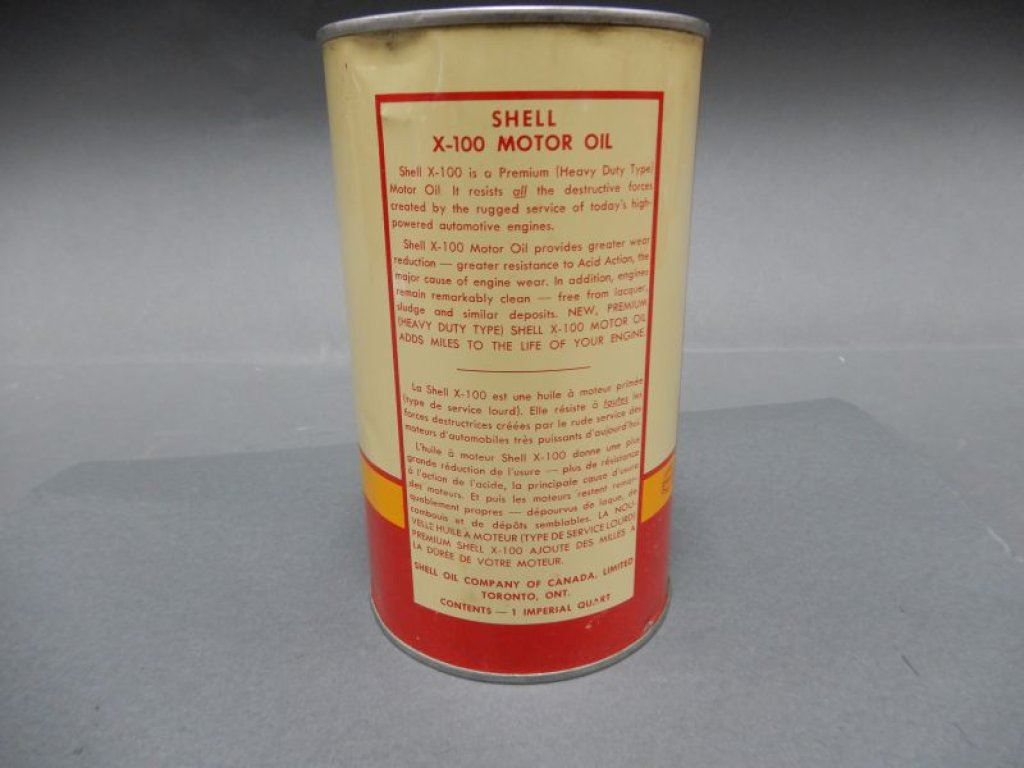 SHELL
X-100 MOTOR OIL
Shell X-100 is a Premium (Heavy Duty Type)
Motor Oil. It resists all the destructive forces
created by the rugged service of today's high-
powered automotive engines.
Shell X-100 Motor Oil provides greater wear
reduction — greater resistance to Acid Action, the
major cause of engine wear. In addition, engines
remain remarkably clean — free from lacquer,
sludge and similar deposits. NEW, PREMIUM
(HEAVY DUTY TYPE) SHELL X-100 MOTOR OIL
ADDS MILES TO THE LIFE OF YOUR ENGINE.
La Shell X-100 est une huile à moteur primée
(type de service lourd). Elle résiste à toutes les
forces destructrices créées par le rude service des
moteurs d'automobiles très puissants d'aujourd'hui.
L'huile à moteur Shell X-100 donne une plus
grande réduction de l'usure — plus de résistance
à l'action de l'acide, la principale cause d'usure
des moteurs. Et puis les moteurs restent remar-
quablement propres — dépourvus de laque, de
cambouis et de dépôts semblables. LA NOU-
VELLE HUILE A MOTEUR (TYPE DE SERVICE LOURD)
PREMIUM SHELL X-100 AJOUTE DES MILLES A
LA DURÉE DE VOTRE MOTEUR.
SHELL OIL COMPANY OF CANADA, LIMITED
TORONTO, ONT.
CONTENTS — 1 IMPERIAL QUART